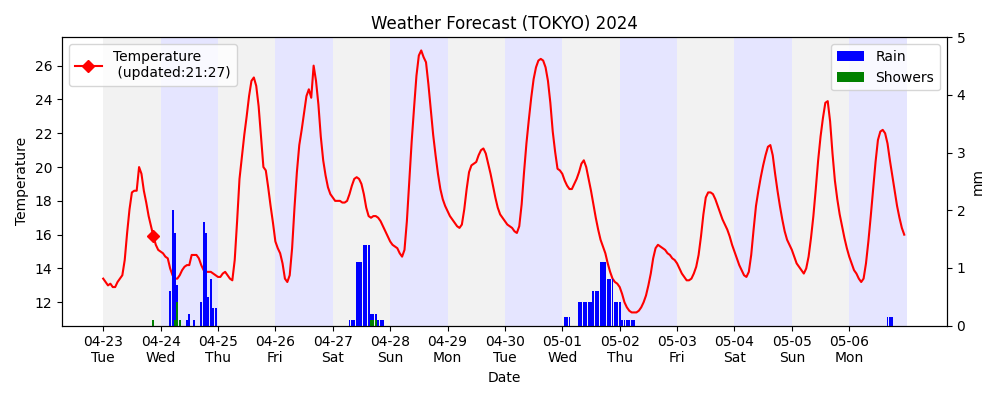 Weather Forecast (TOKYO) 2024
Temperature
(updated:21:27)
Rain
Showers
Temperature
26
24
22
20
18
16
14
12
5
4
3
2
1
0
mm
04-23 04-24 04-25 04-26 04-27 04-28 04-29 04-30 05-01 05-02 05-03 05-04 05-05 05-06
Tue Wed Thu Fri Sat Sun Mon Tue Wed Thu Fri Sat Sun Mon
Date